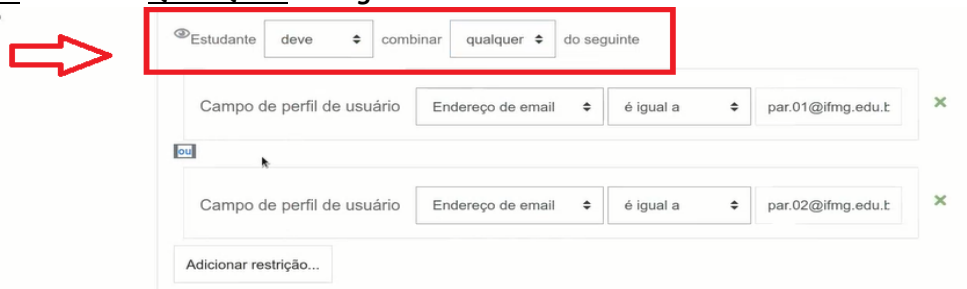 Estudante deve combinar qualquer do seguinte
Campo de perfil de usuário Endereço de email é igual a par.01@ifmg.edu.b
ou
Campo de perfil de usuário Endereço de email é igual a par.02@ifmg.edu.b
Adicionar restrição...